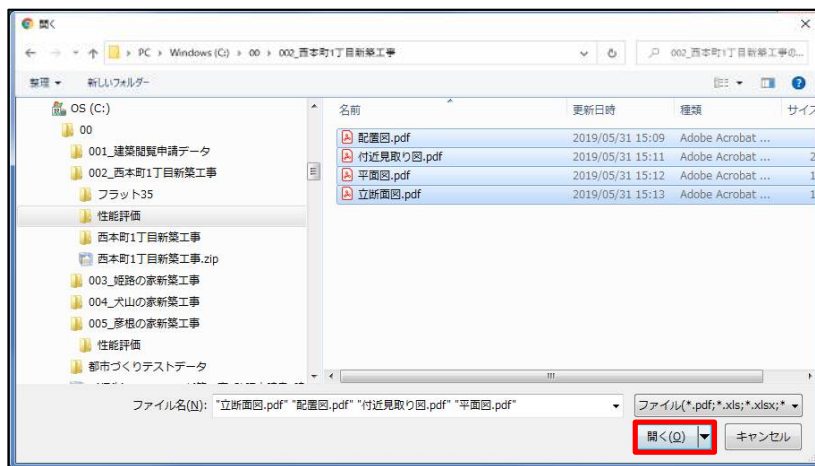 開く
PC › Windows (C:) › 00 › 002_西本町1丁目新築工事
002_西本町1丁目新築工事の...
整理 新しいフォルダー
OS (C:)
00
001_建築閲覧申請データ
002_西本町1丁目新築工事
フラット35
性能評価
西本町1丁目新築工事
西本町1丁目新築工事.zip
003_姫路の家新築工事
004_犬山の家新築工事
005_彦根の家新築工事
性能評価
都市づくりテストデータ
名前 更新日時 種類 サイズ
配置図.pdf 2019/05/31 15:09 Adobe Acrobat ...
付近見取り図.pdf 2019/05/31 15:11 Adobe Acrobat ... 2
平面図.pdf 2019/05/31 15:12 Adobe Acrobat ... 1
立断面図.pdf 2019/05/31 15:13 Adobe Acrobat ... 1
ファイル名(N): "立断面図.pdf" "配置図.pdf" "付近見取り図.pdf" "平面図.pdf"
ファイル(*.pdf;*.xls;*.xlsx;*
開く(O) キャンセル